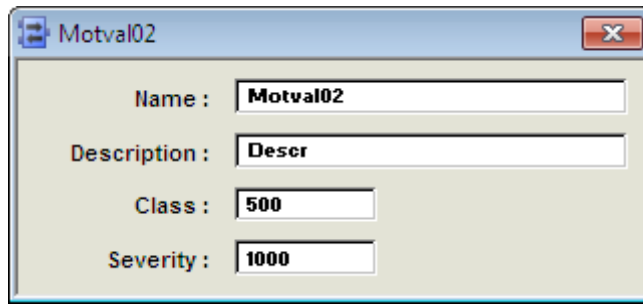 Motval02
Name : Motval02
Description : Descr
Class : 500
Severity : 1000